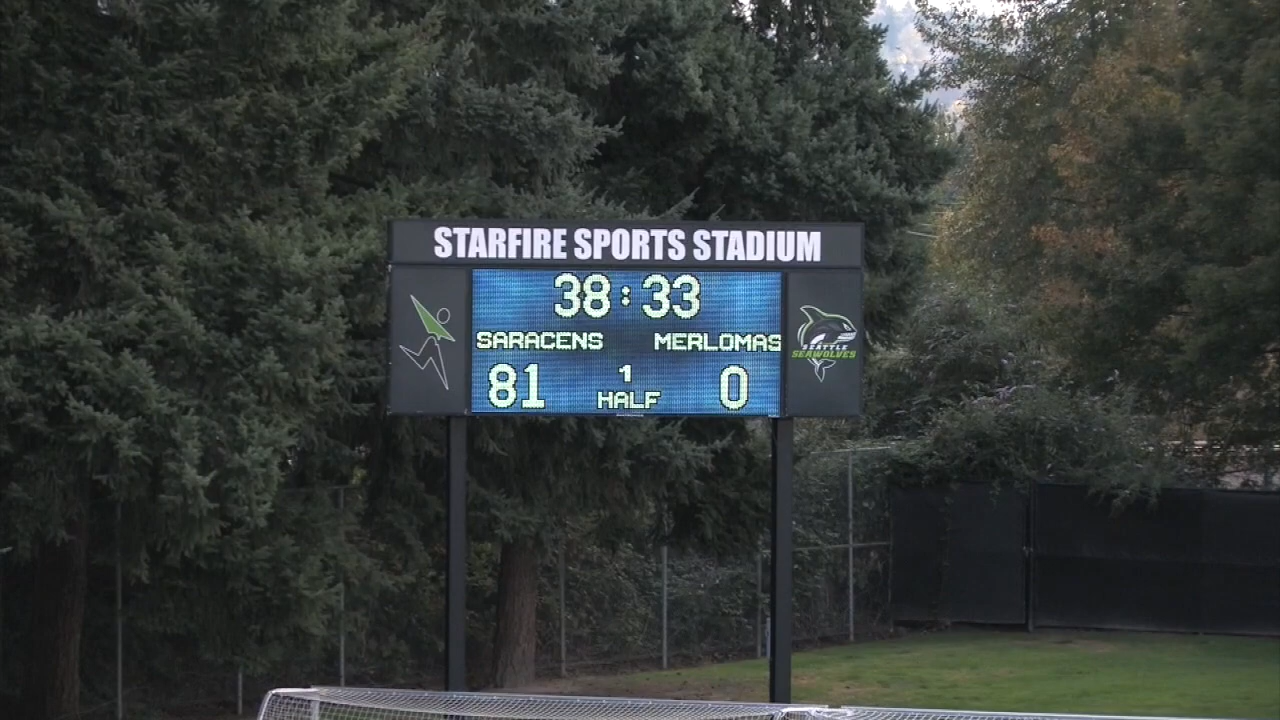 STARFIRE SPORTS STADIUM
38:33
SARACENS MERLOMAS
81 1 0
HALF
SEATTLE
SEAWOLVES